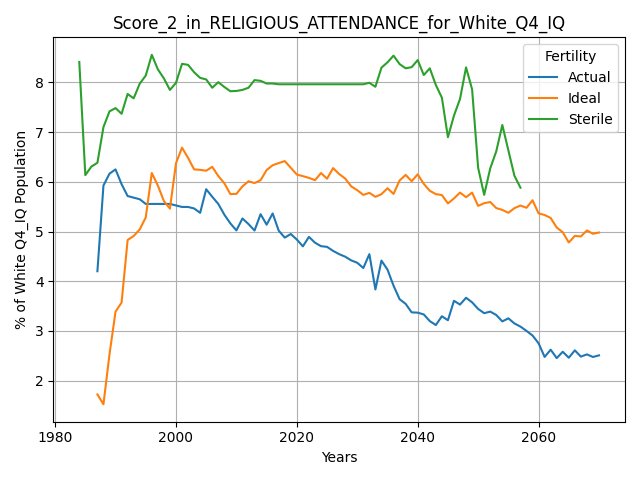 Score_2_in_RELIGIOUS_ATTENDANCE_for_White_Q4_IQ
% of White Q4_IQ Population
8
7
6
5
4
3
2
Fertility
Actual
Ideal
Sterile
1980 2000 2020 2040 2060
Years